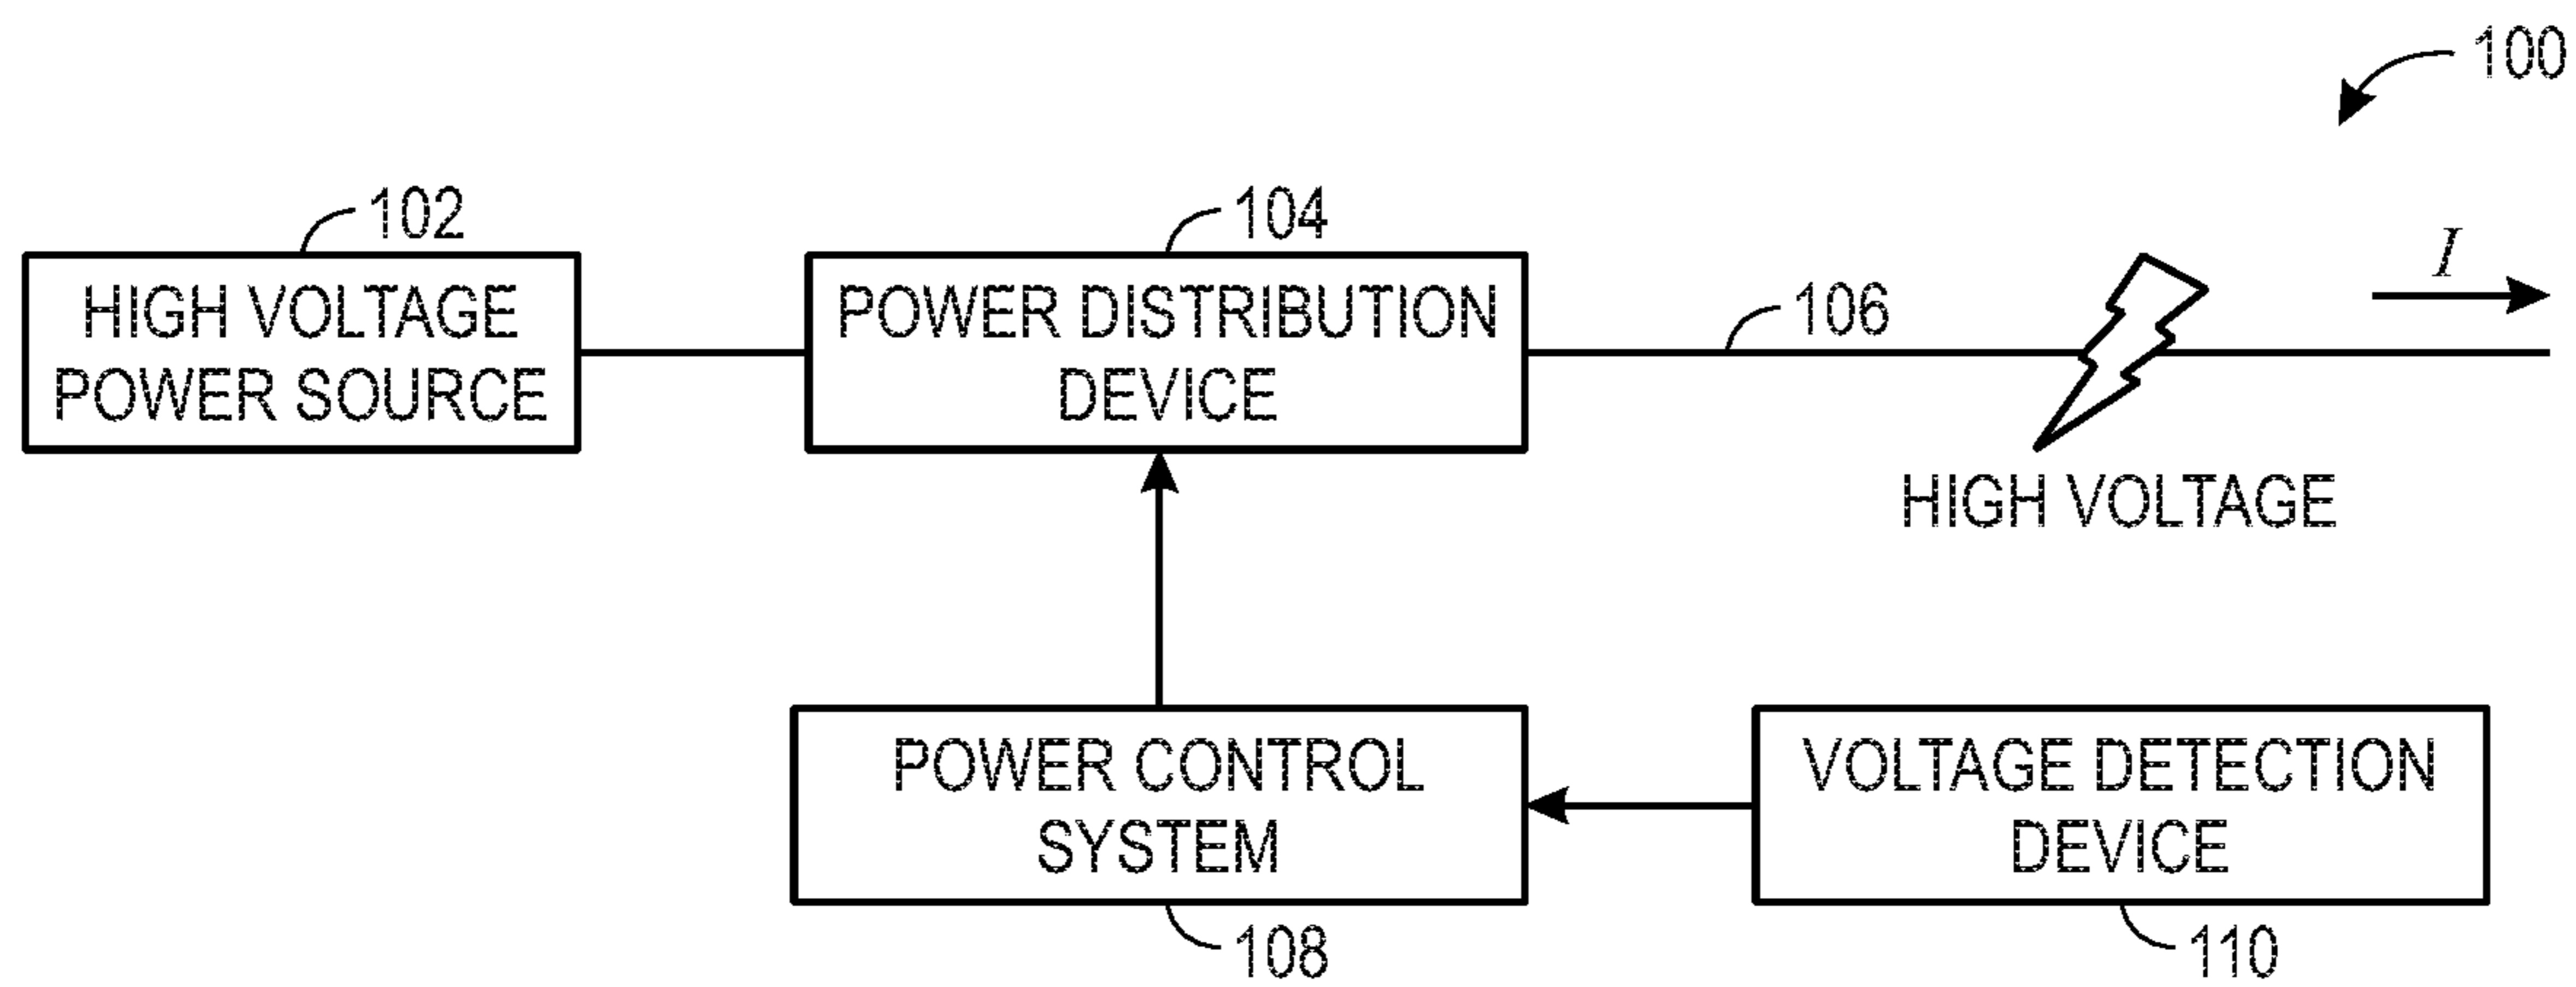 100
102
104
HIGH VOLTAGE
POWER SOURCE
POWER DISTRIBUTION
DEVICE
106
I
HIGH VOLTAGE
POWER CONTROL
SYSTEM
VOLTAGE DETECTION
DEVICE
108
110